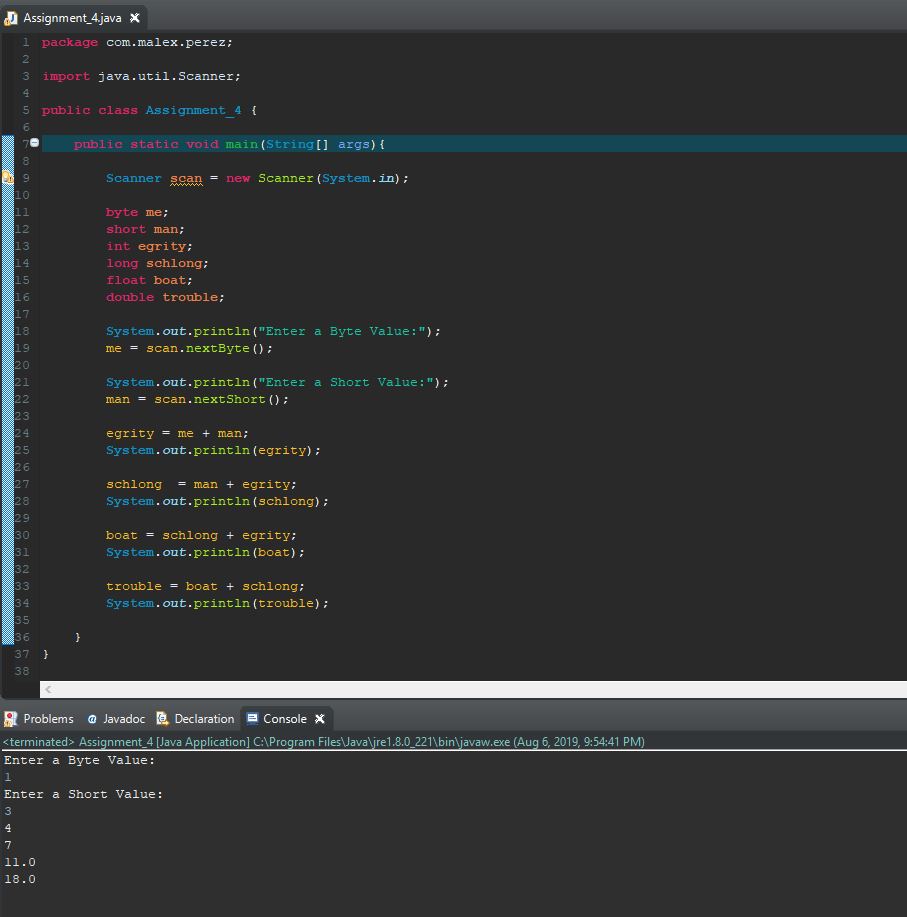 Assignment_4.java
1 package com.malex.perez;
2
3 import java.util.Scanner;
4
5 public class Assignment_4 {
6
7 public static void main(String[] args){
8
9 Scanner scan = new Scanner(System.in);
10
11 byte me;
12 short man;
13 int egrity;
14 long schlong;
15 float boat;
16 double trouble;
17
18 System.out.println("Enter a Byte Value:");
19 me = scan.nextByte();
20
21 System.out.println("Enter a Short Value:");
22 man = scan.nextShort();
23
24 egrity = me + man;
25 System.out.println(egrity);
26
27 schlong  = man + egrity;
28 System.out.println(schlong);
29
30 boat = schlong + egrity;
31 System.out.println(boat);
32
33 trouble = boat + schlong;
34 System.out.println(trouble);
35
36 }
37 }
38
Problems @ Javadoc Declaration Console
<terminated> Assignment_4 [Java Application] C:\Program Files\Java\jre1.8.0_221\bin\javaw.exe (Aug 6, 2019, 9:54:41 PM)
Enter a Byte Value:
1
Enter a Short Value:
3
4
7
11.0
18.0